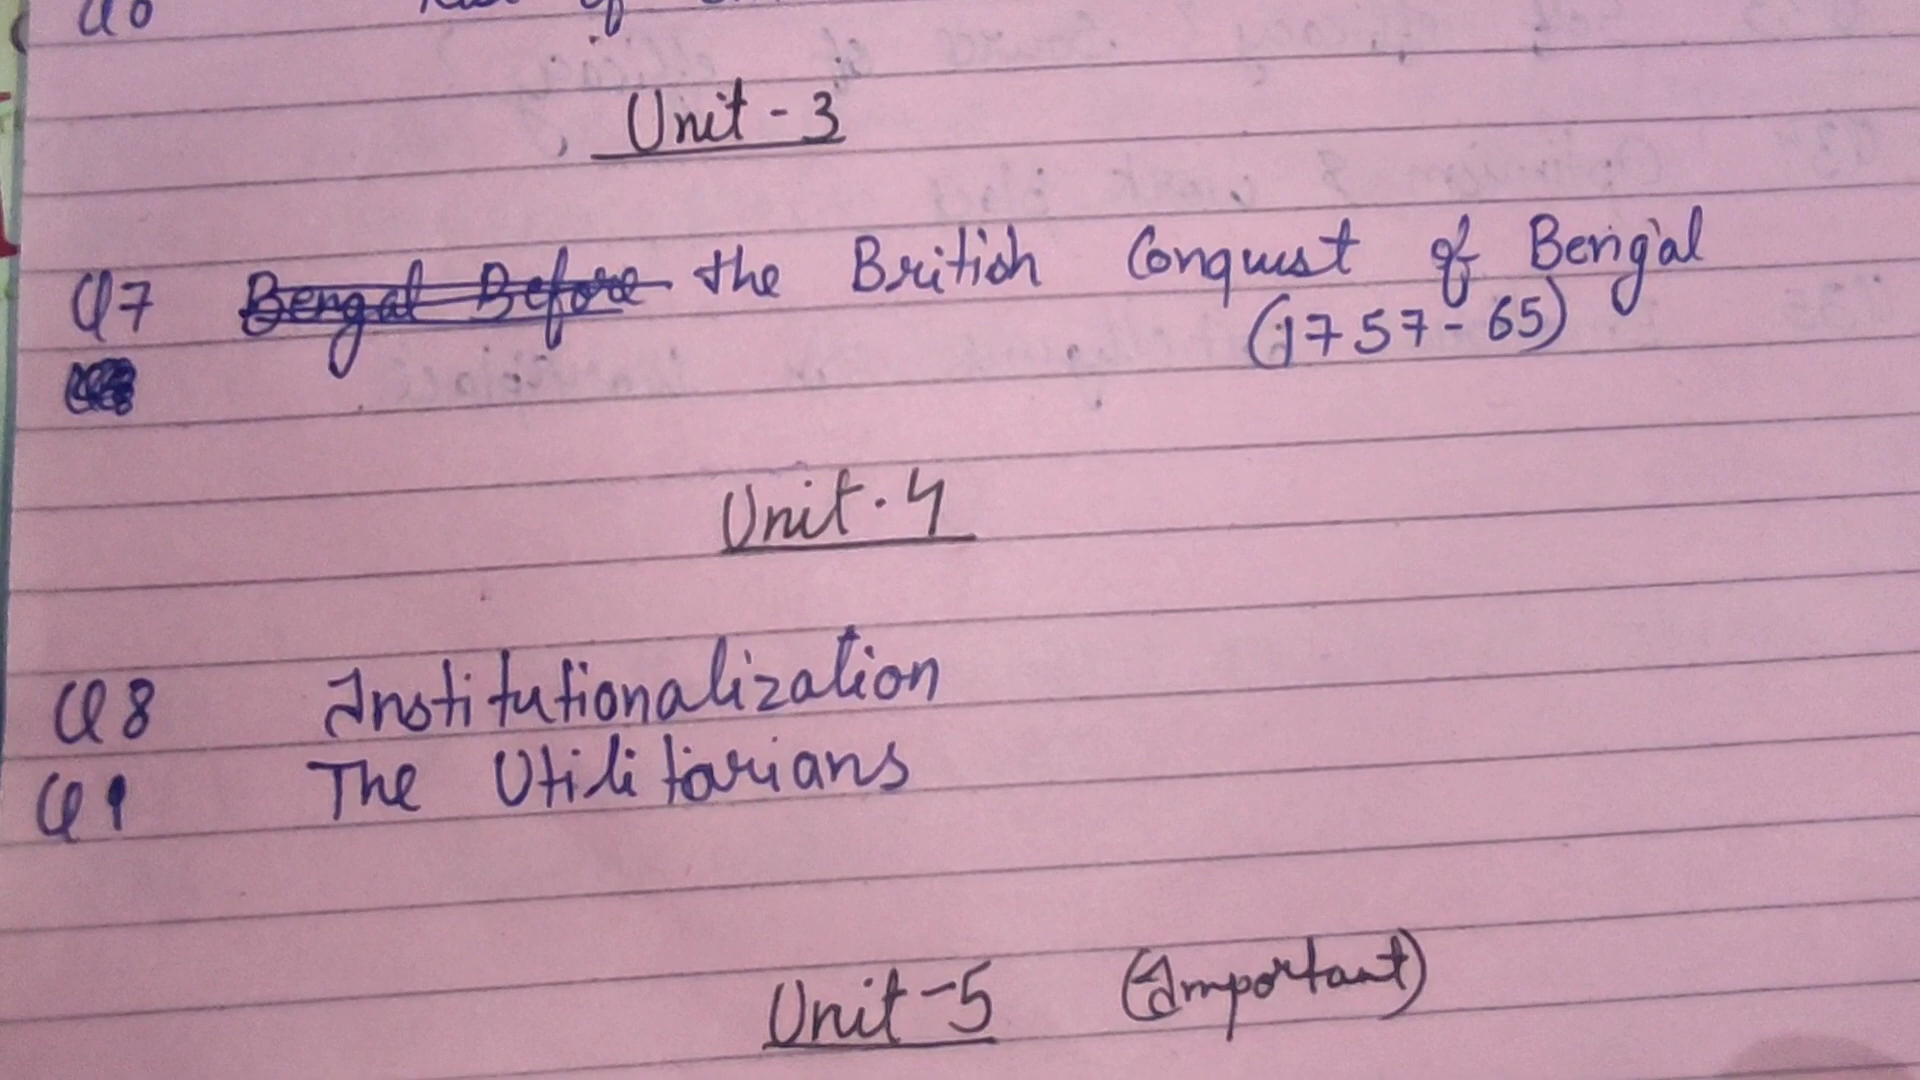 Q6
Unit - 3
Q7 Bengal Before the British Conquest of Bengal
(1757-65)
Unit. 4
Q8 Institutionalization
Q9 The Utilitarians
Unit-5 (Important)